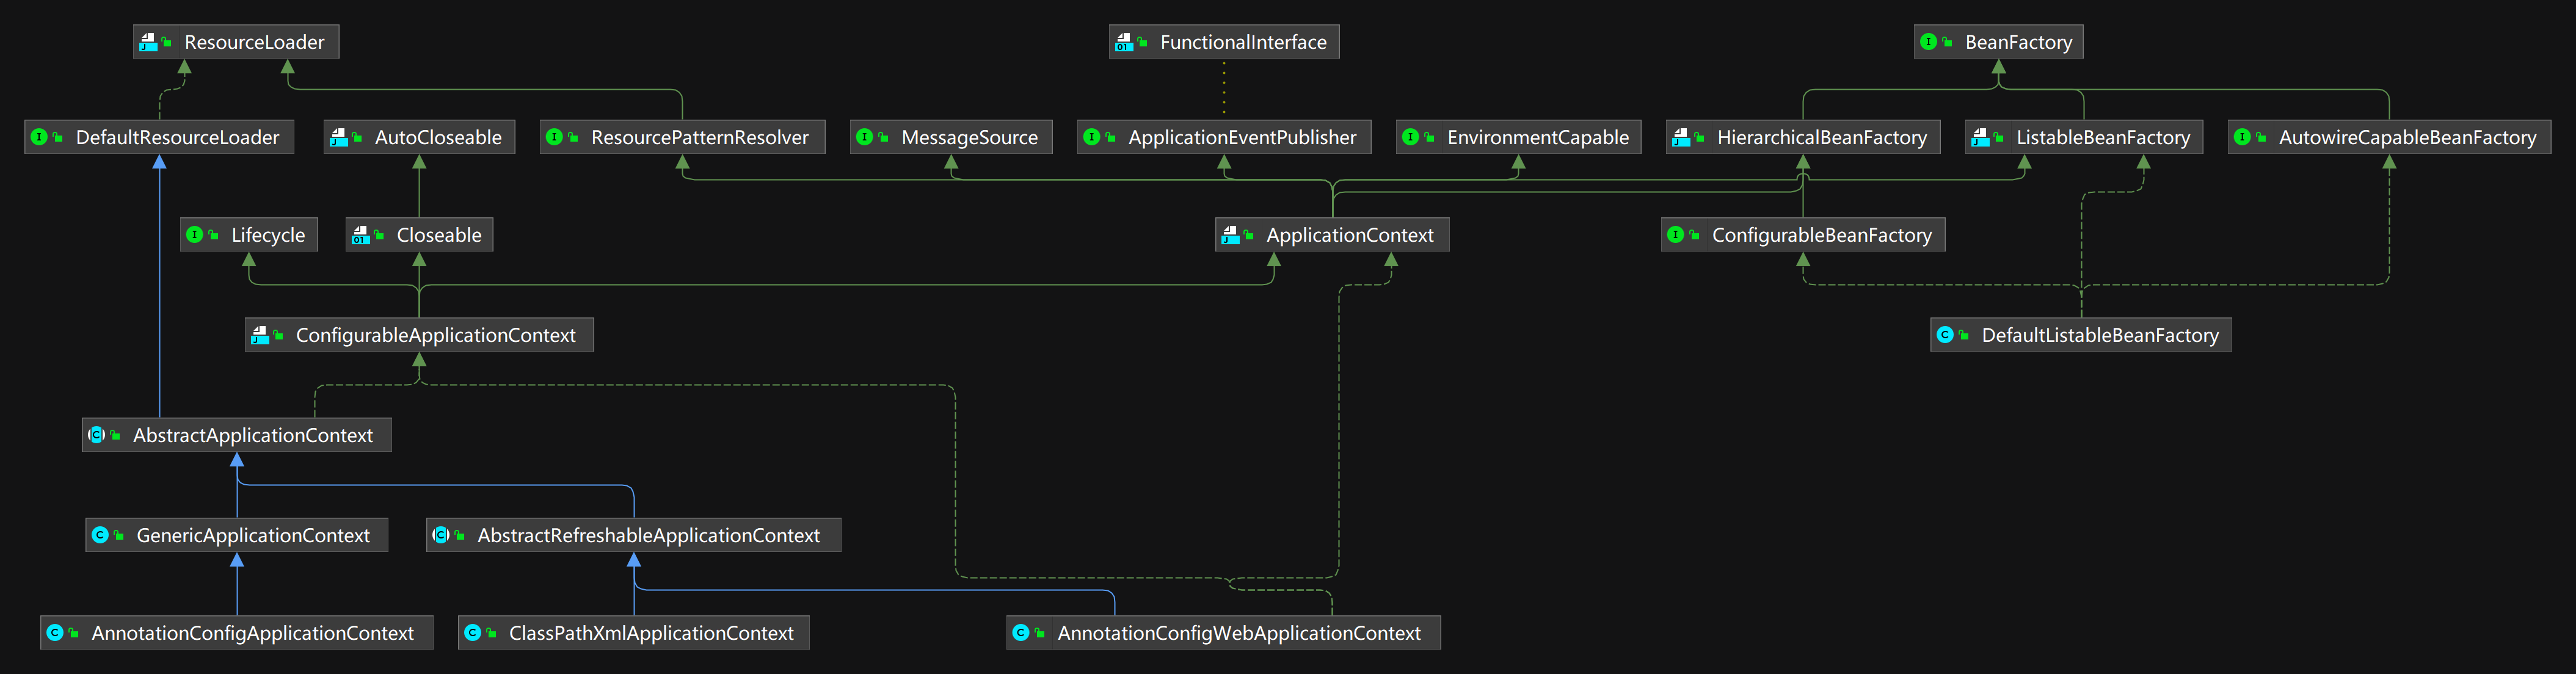 ResourceLoader
FunctionalInterface
BeanFactory
DefaultResourceLoader
AutoCloseable
ResourcePatternResolver
MessageSource
ApplicationEventPublisher
EnvironmentCapable
HierarchicalBeanFactory
ListableBeanFactory
AutowireCapableBeanFactory
Lifecycle
Closeable
ApplicationContext
ConfigurableBeanFactory
ConfigurableApplicationContext
DefaultListableBeanFactory
AbstractApplicationContext
GenericApplicationContext
AbstractRefreshableApplicationContext
AnnotationConfigApplicationContext
ClassPathXmlApplicationContext
AnnotationConfigWebApplicationContext